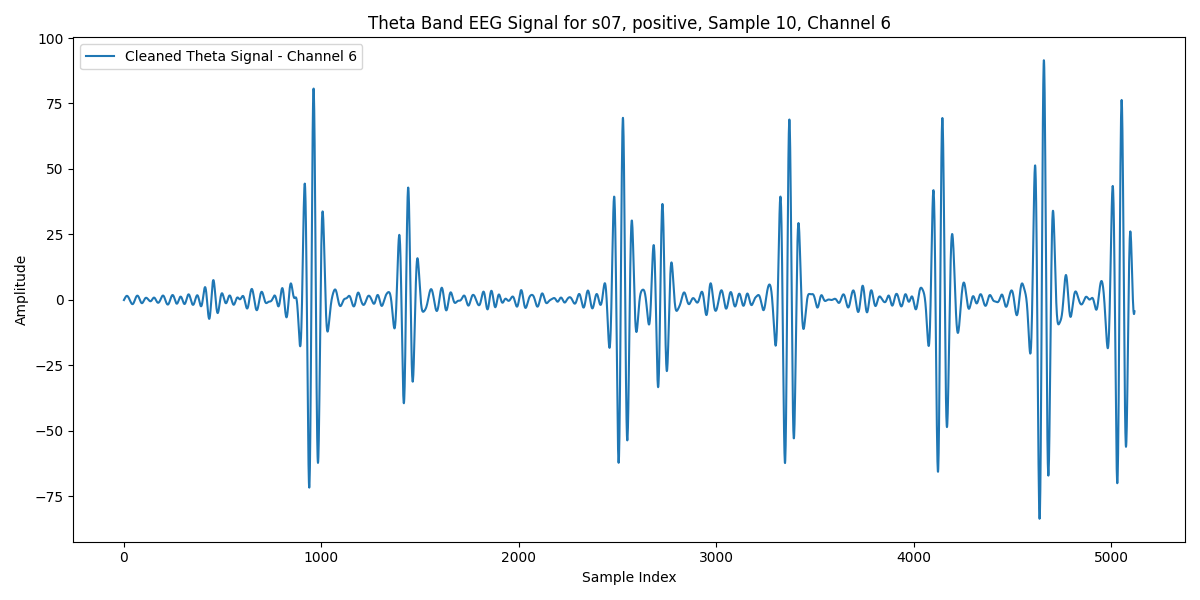 Theta Band EEG Signal for s07, positive, Sample 10, Channel 6
Cleaned Theta Signal - Channel 6
100
75
50
25
0
−25
−50
−75
Amplitude
0 1000 2000 3000 4000 5000
Sample Index